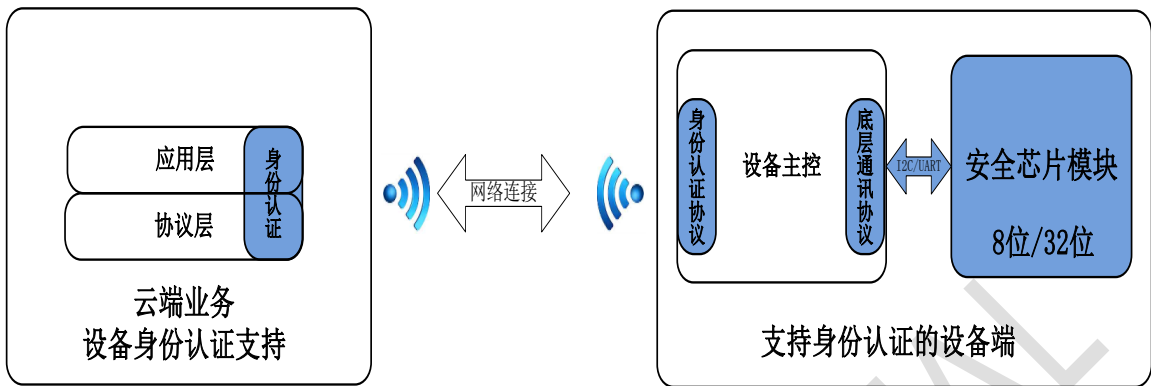 应用层
协议层
身份认证
云端业务
设备身份认证支持
网络连接
身份认证协议
设备主控
底层通讯协议
I2C/UART
安全芯片模块
8位/32位
支持身份认证的设备端